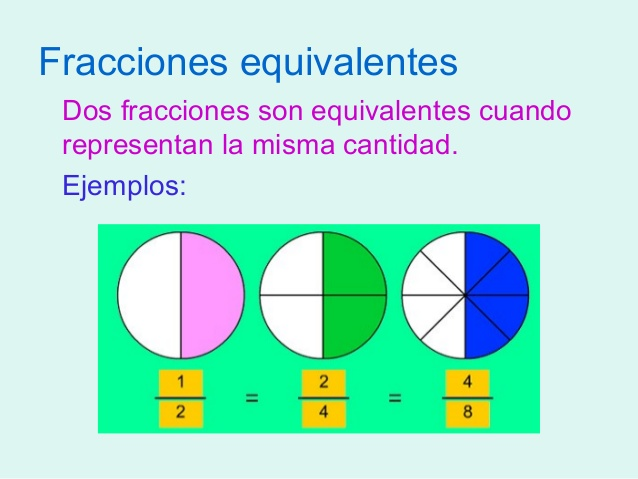 Fracciones equivalentes
Dos fracciones son equivalentes cuando
representan la misma cantidad.
Ejemplos:
1 2 4
= =
2 4 8